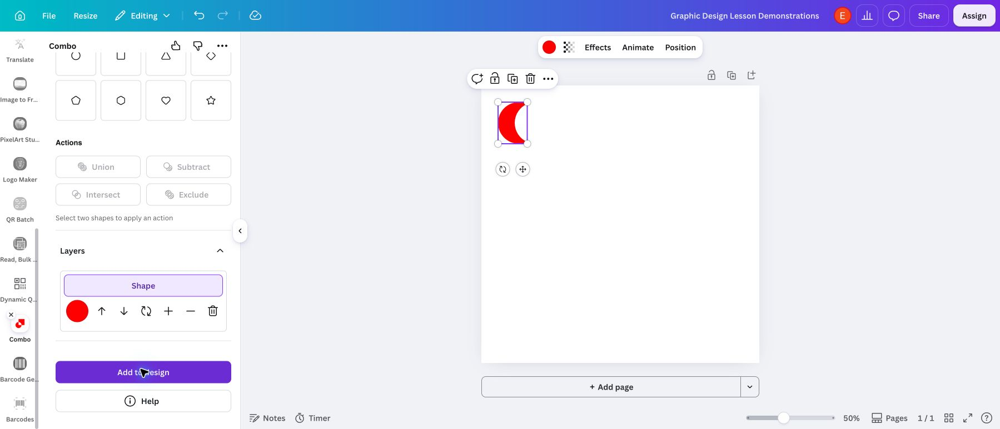 File
Resize
Editing
Graphic Design Lesson Demonstrations
E
Share
Assign
Translate
Image to Fr...
PixelArt Stu...
Logo Maker
QR Batch
Read, Bulk ...
Dynamic Q...
Combo
Barcode Ge...
Barcodes
Combo
Actions
Union
Subtract
Intersect
Exclude
Select two shapes to apply an action
Layers
Shape
Add to Design
Help
Effects
Animate
Position
+ Add page
Notes
Timer
50%
Pages
1 / 1